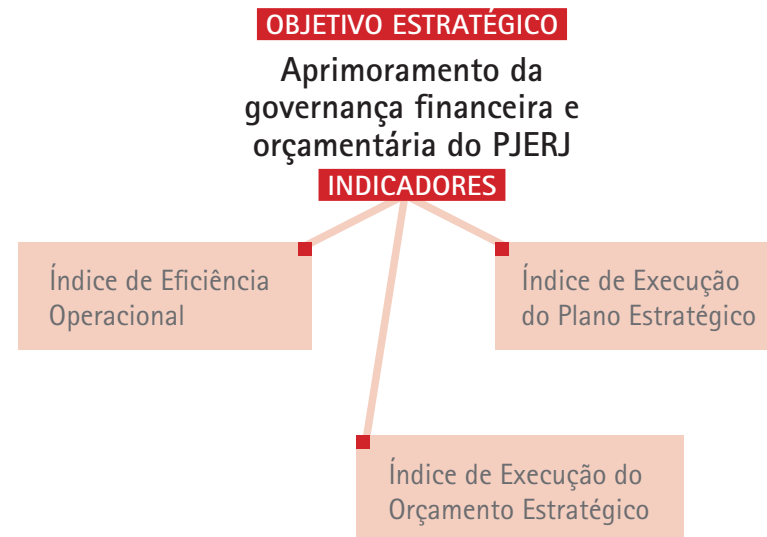 OBJETIVO ESTRATÉGICO
Aprimoramento da
governança financeira e
orçamentária do PJERJ
INDICADORES
Índice de Eficiência
Operacional
Índice de Execução
do Plano Estratégico
Índice de Execução do
Orçamento Estratégico